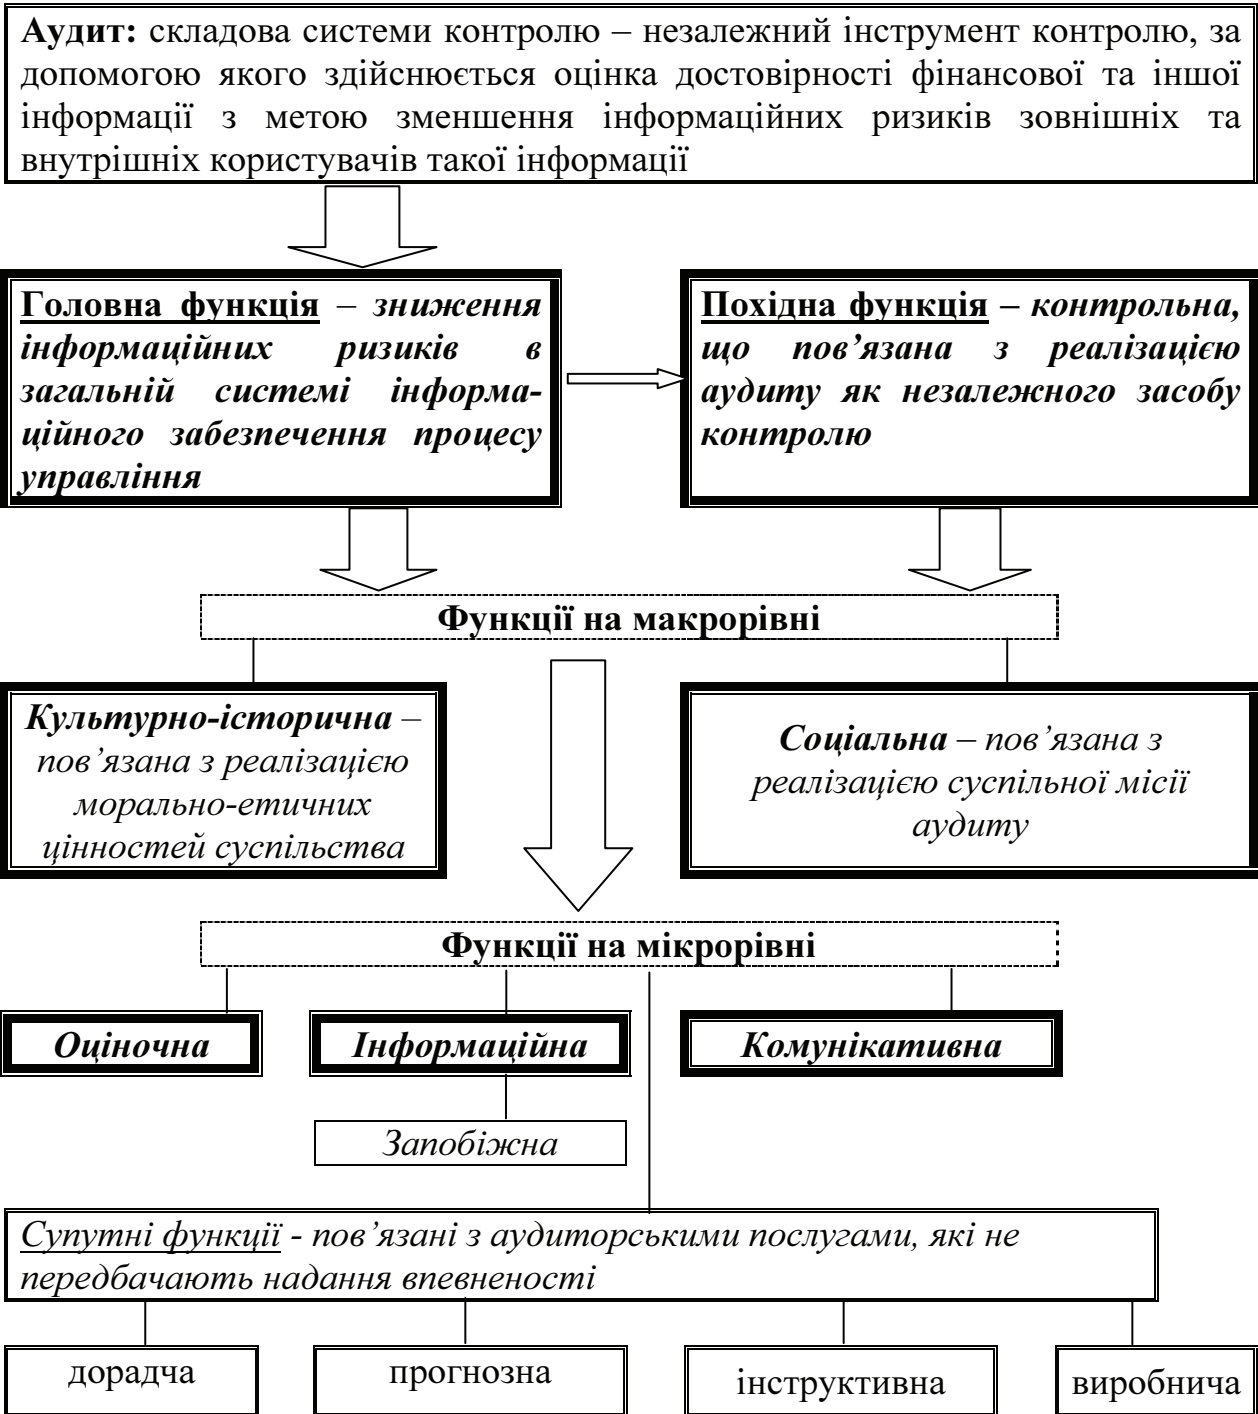 Аудит: складова системи контролю – незалежний інструмент контролю, за
допомогою якого здійснюється оцінка достовірності фінансової та іншої
інформації з метою зменшення інформаційних ризиків зовнішніх та
внутрішніх користувачів такої інформації
Головна функція – зниження
інформаційних ризиків в
загальній системі інформа-
ційного забезпечення процесу
управління
Похідна функція – контрольна,
що пов’язана з реалізацією
аудиту як незалежного засобу
контролю
Функції на макрорівні
Культурно-історична –
пов’язана з реалізацією
морально-етичних
цінностей суспільства
Соціальна – пов’язана з
реалізацією суспільної місії
аудиту
Функції на мікрорівні
Оціночна
Інформаційна
Комунікативна
Запобіжна
Супутні функції - пов’язані з аудиторськими послугами, які не
передбачають надання впевненості
дорадча
прогнозна
інструктивна
виробнича